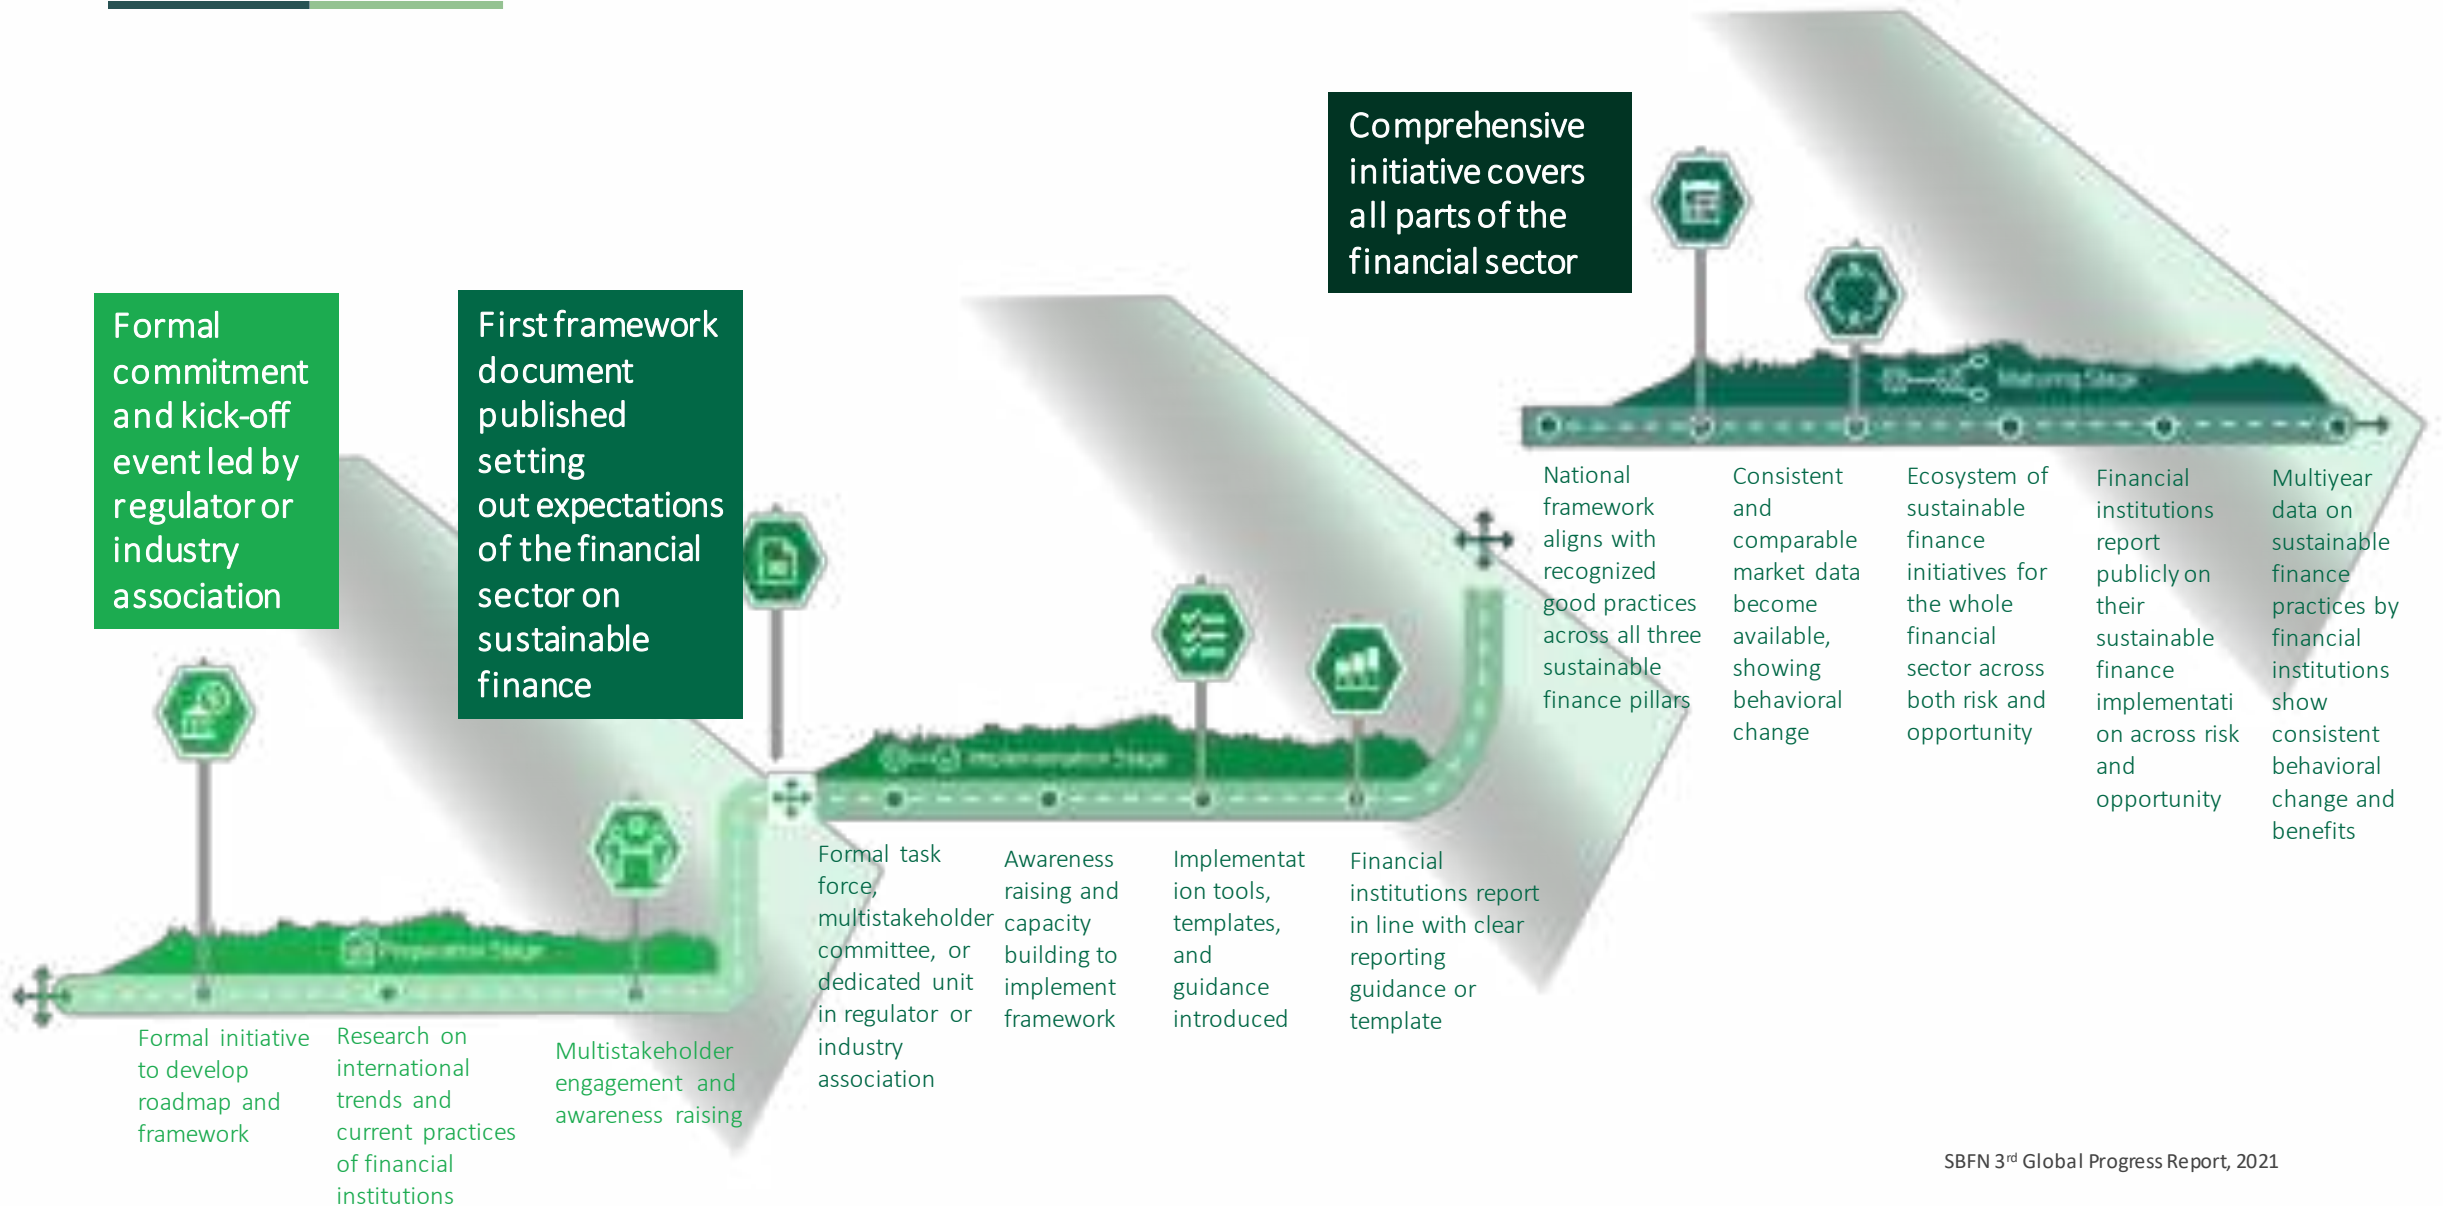 Comprehensive
initiative covers
all parts of the
financial sector
Formal
commitment
and kick-off
event led by
regulator or
industry
association
First framework
document
published
setting
out expectations
of the financial
sector on
sustainable
finance
Maturing Stage
National
framework
aligns with
recognized
good practices
across all three
sustainable
finance pillars
Consistent
and
comparable
market data
become
available,
showing
behavioral
change
Ecosystem of
sustainable
finance
initiatives for
the whole
financial
sector across
both risk and
opportunity
Financial
institutions
report
publicly on
their
sustainable
finance
implementati
on across risk
and
opportunity
Multiyear
data on
sustainable
finance
practices by
financial
institutions
show
consistent
behavioral
change and
benefits
Implementation Stage
Formal task
force,
multistakeholder
committee, or
dedicated unit
in regulator or
industry
association
Awareness
raising and
capacity
building to
implement
framework
Implementat
ion tools,
templates,
and
guidance
introduced
Financial
institutions report
in line with clear
reporting
guidance or
template
Preparation Stage
Formal initiative
to develop
roadmap and
framework
Research on
international
trends and
current practices
of financial
institutions
Multistakeholder
engagement and
awareness raising
SBFN 3rd Global Progress Report, 2021